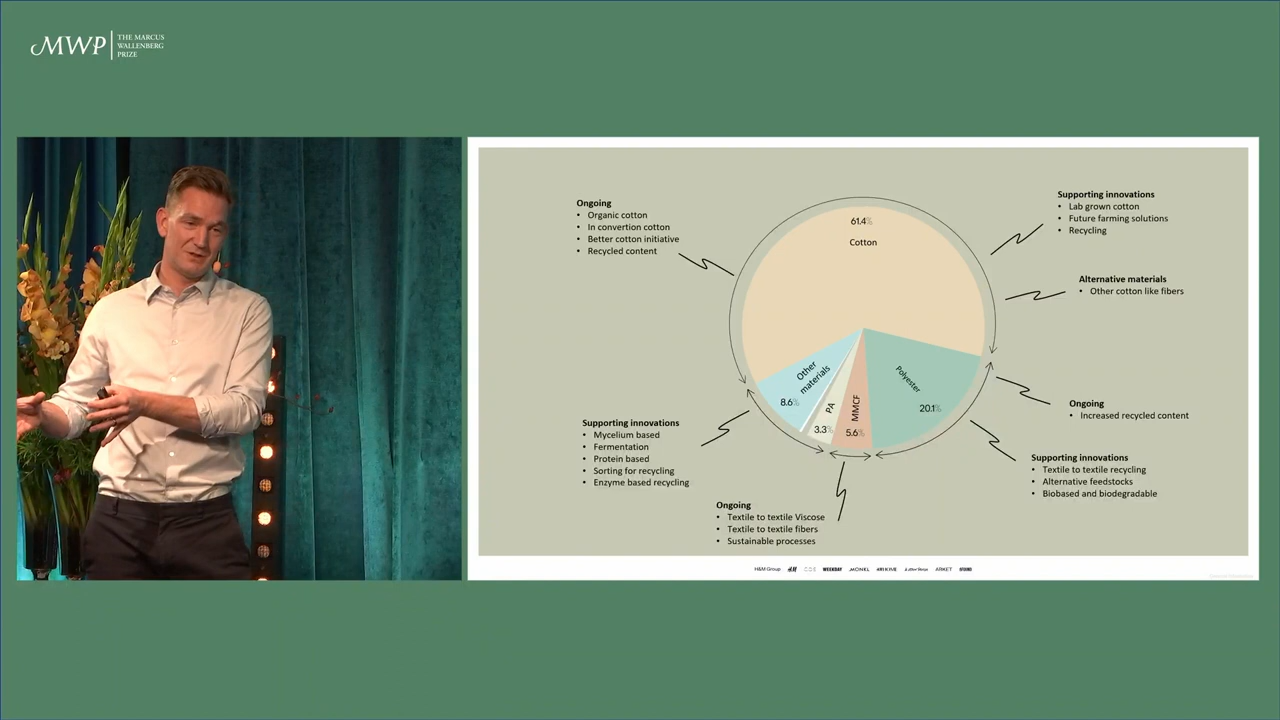 MWP
THE MARCUS
WALLENBERG
PRIZE
Ongoing
• Organic cotton
• In convertion cotton
• Better cotton initiative
• Recycled content
61.4%
Cotton
Supporting innovations
• Lab grown cotton
• Future farming solutions
• Recycling
Alternative materials
• Other cotton like fibers
Other
materials
8.6%
PA
3.3%
MMCF
5.6%
Polyester
20.1%
Ongoing
• Increased recycled content
Supporting innovations
• Mycelium based
• Fermentation
• Protein based
• Sorting for recycling
• Enzyme based recycling
Supporting innovations
• Textile to textile recycling
• Alternative feedstocks
• Biobased and biodegradable
Ongoing
• Textile to textile Viscose
• Textile to textile fibers
• Sustainable processes
H&M Group H&M COS WEEKDAY MONKI & Other Stories ARKET AFOUND